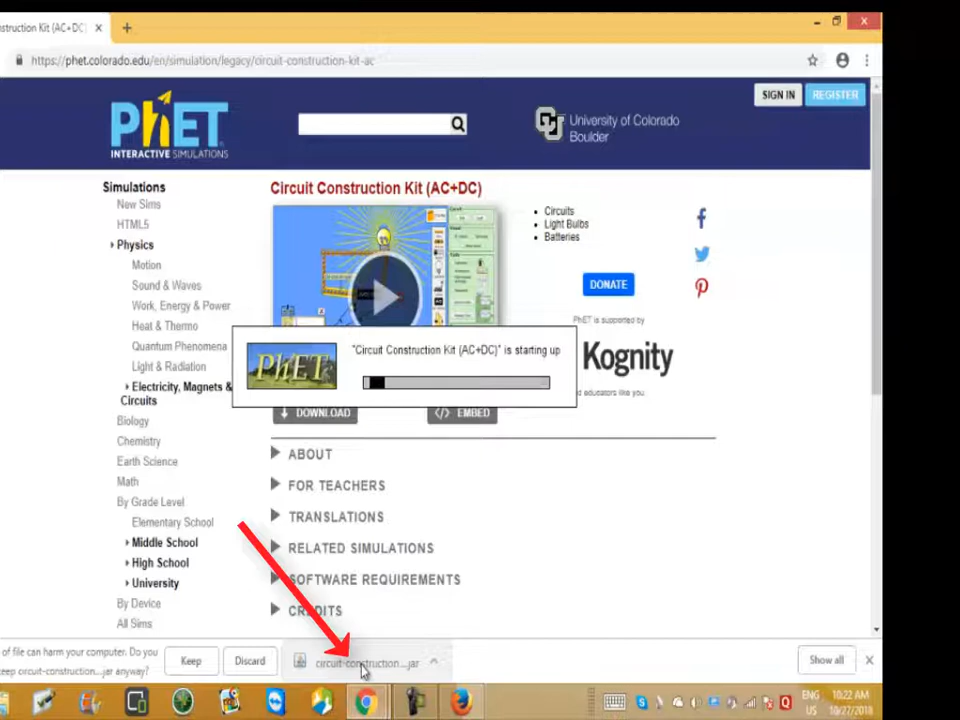 nstruction Kit (AC+DC)
https://phet.colorado.edu/en/simulation/legacy/circuit-construction-kit-ac
SIGN IN
REGISTER
PhET
INTERACTIVE SIMULATIONS
University of Colorado
Boulder
Simulations
New Sims
HTML5
Physics
Motion
Sound & Waves
Work, Energy & Power
Heat & Thermo
Quantum Phenomena
Light & Radiation
Electricity, Magnets &
Circuits
Biology
Chemistry
Earth Science
Math
By Grade Level
Elementary School
Middle School
High School
University
By Device
All Sims
Circuit Construction Kit (AC+DC)
Circuits
Light Bulbs
Batteries
DONATE
PhET is supported by
Kognity
d educators like you.
PhET
"Circuit Construction Kit (AC+DC)" is starting up
DOWNLOAD
</> EMBED
ABOUT
FOR TEACHERS
TRANSLATIONS
RELATED SIMULATIONS
SOFTWARE REQUIREMENTS
CREDITS
of file can harm your computer. Do you
keep circuit-construction....jar anyway?
Keep
Discard
circuit-construction....jar
Show all
ENG
US
10:22 AM
10/27/2018